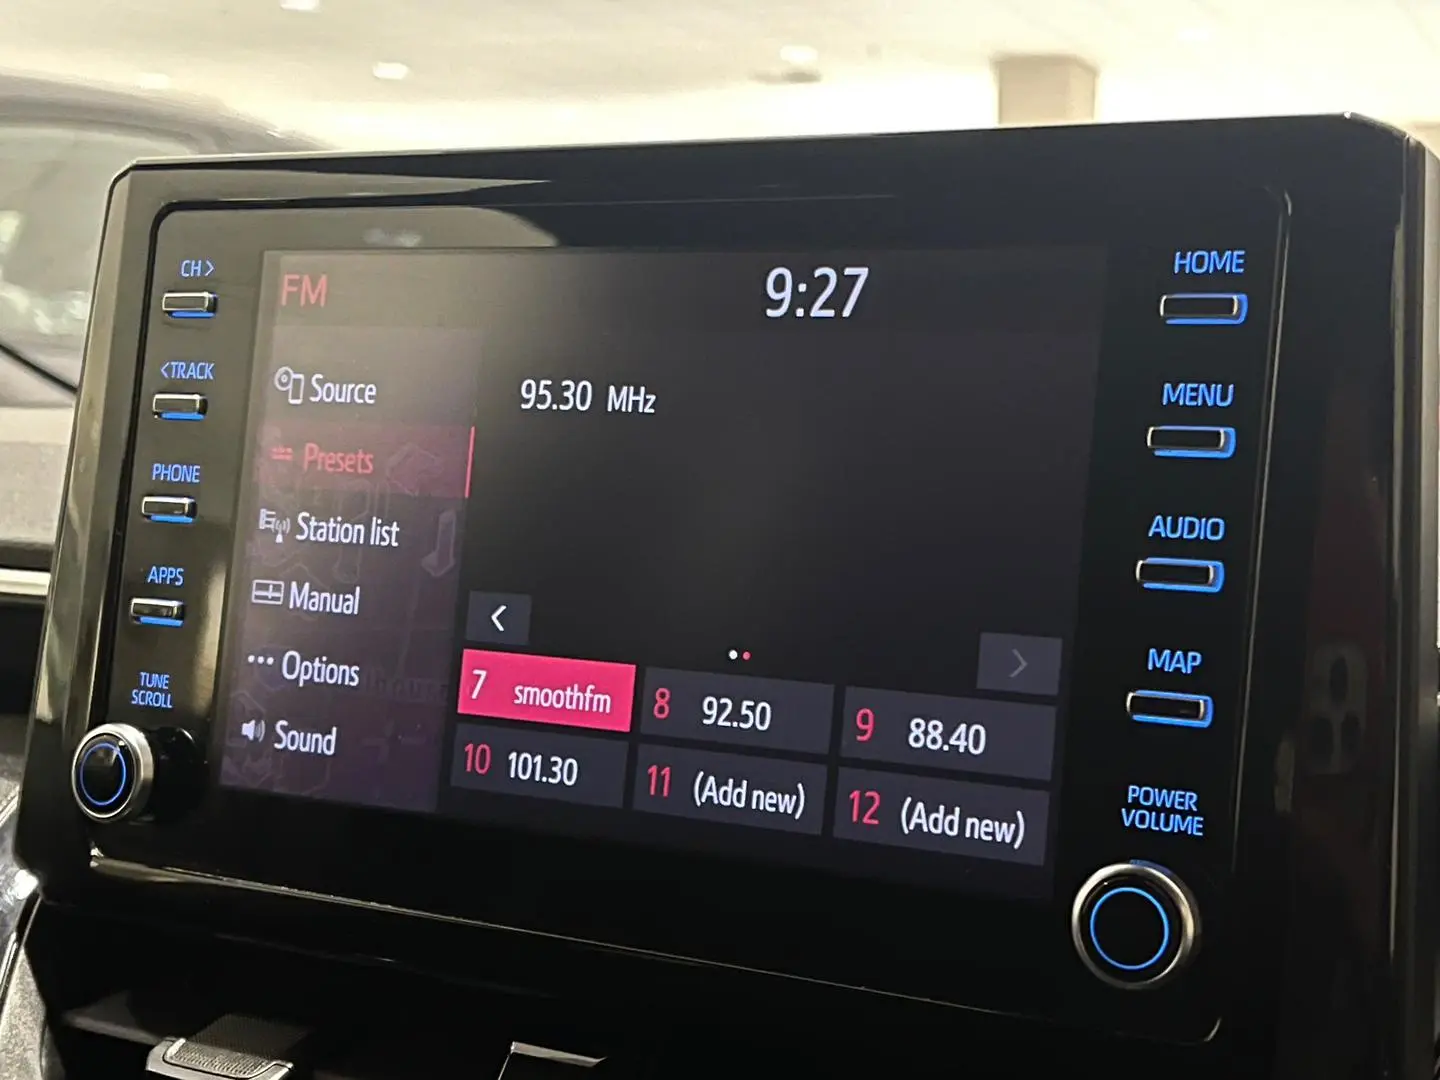 CH>
<TRACK
PHONE
APPS
TUNE
SCROLL
FM
9:27
Source
Presets
Station list
Manual
Options
Sound
95.30 MHz
<
>
7 smoothfm
8 92.50
9 88.40
10 101.30
11 (Add new)
12 (Add new)
HOME
MENU
AUDIO
MAP
POWER
VOLUME